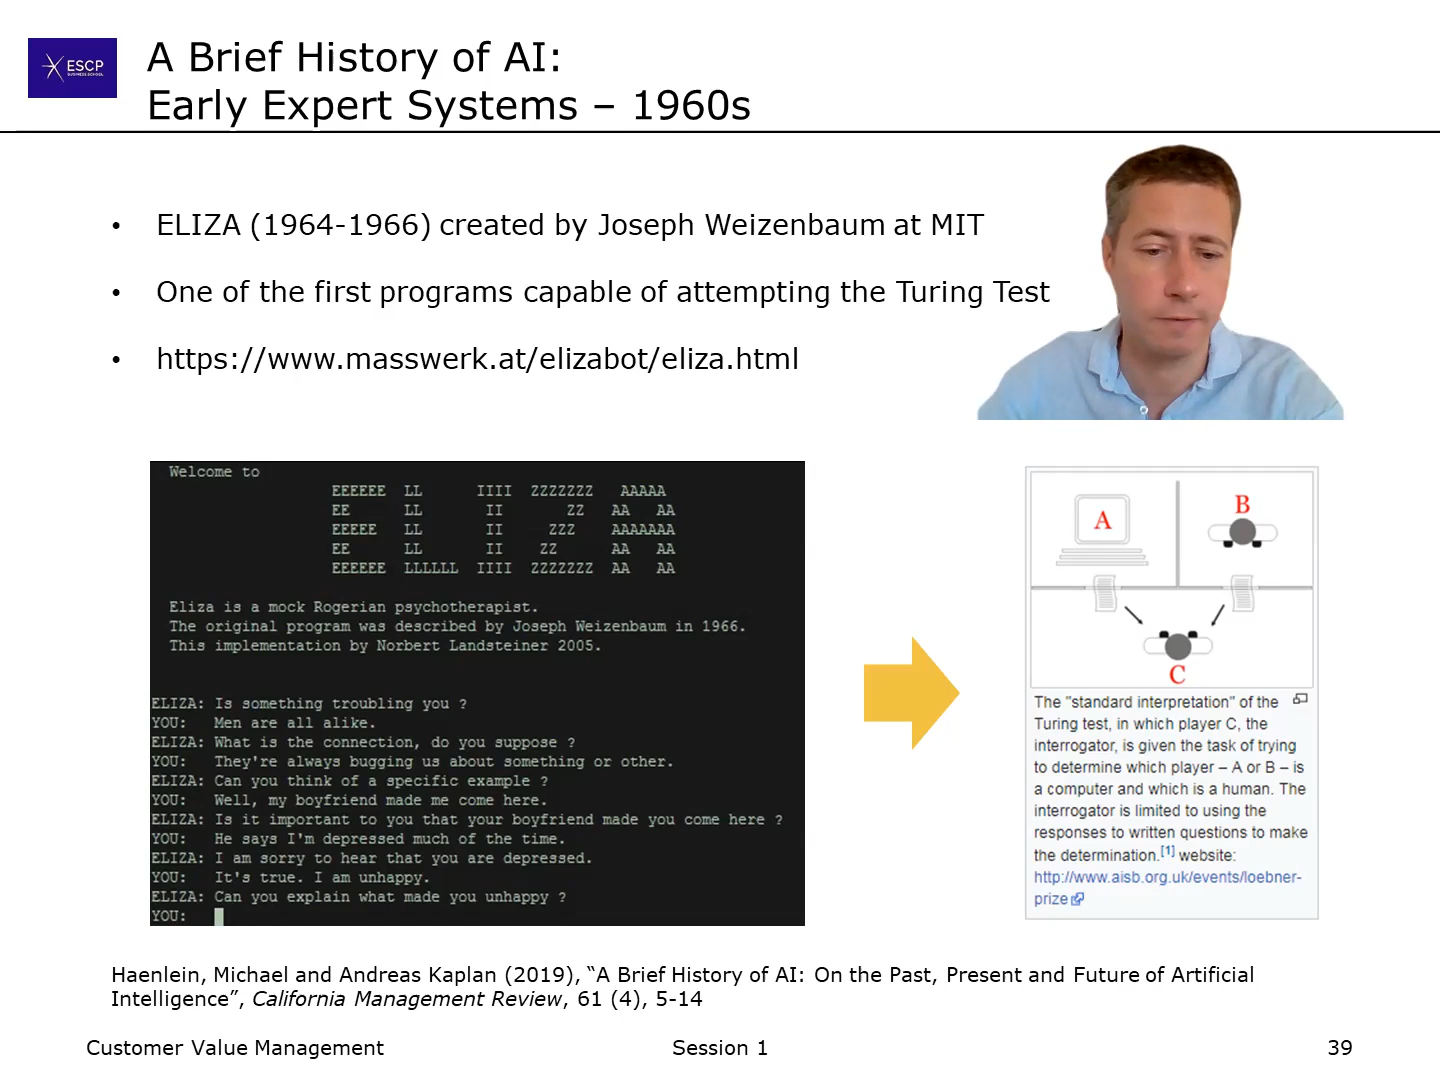 ESCP
BUSINESS SCHOOL
A Brief History of AI:
Early Expert Systems – 1960s
• ELIZA (1964-1966) created by Joseph Weizenbaum at MIT
• One of the first programs capable of attempting the Turing Test
• https://www.masswerk.at/elizabot/eliza.html
Welcome to
EEEEEE LL IIII ZZZZZZZ AAAAA
EE LL II ZZ AA AA
EEEEE LL II ZZZ AAAAAAA
EE LL II ZZ AA AA
EEEEEE LLLLLL IIII ZZZZZZZ AA AA
Eliza is a mock Rogerian psychotherapist.
The original program was described by Joseph Weizenbaum in 1966.
This implementation by Norbert Landsteiner 2005.
ELIZA: Is something troubling you ?
YOU: Men are all alike.
ELIZA: What is the connection, do you suppose ?
YOU: They're always bugging us about something or other.
ELIZA: Can you think of a specific example ?
YOU: Well, my boyfriend made me come here.
ELIZA: Is it important to you that your boyfriend made you come here ?
YOU: He says I'm depressed much of the time.
ELIZA: I am sorry to hear that you are depressed.
YOU: It's true. I am unhappy.
ELIZA: Can you explain what made you unhappy ?
YOU:
A
B
C
The "standard interpretation" of the
Turing test, in which player C, the
interrogator, is given the task of trying
to determine which player – A or B – is
a computer and which is a human. The
interrogator is limited to using the
responses to written questions to make
the determination.[1] website:
http://www.aisb.org.uk/events/loebner-
prize
Haenlein, Michael and Andreas Kaplan (2019), “A Brief History of AI: On the Past, Present and Future of Artificial
Intelligence”, California Management Review, 61 (4), 5-14
Customer Value Management
Session 1
39